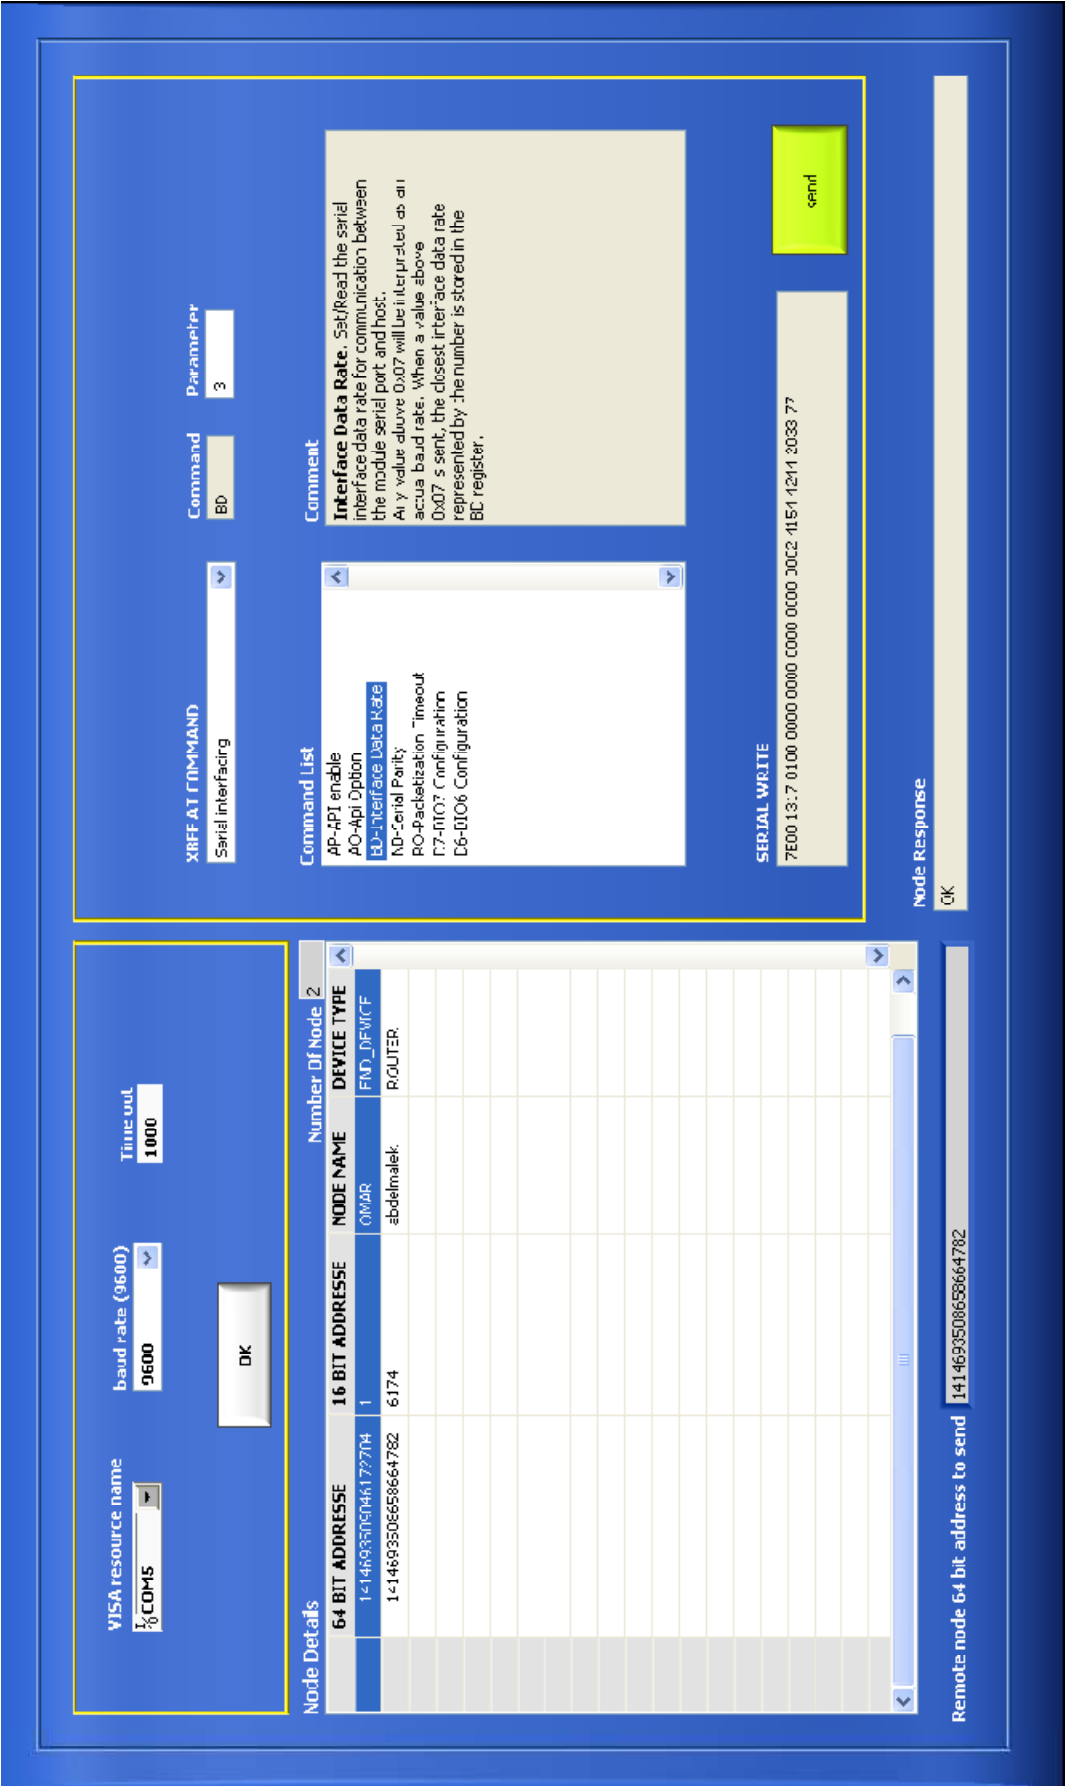 VISA resource name
baud rate (9600)
Time out
COM5
9600
1000
OK
Node Details
Number Of Node 2
64 BIT ADDRESSE 16 BIT ADDRESSE NODE NAME DEVICE TYPE
1 OMAR END_DEVICE
1414693508658664782 6174 abdelmalek ROUTER
Remote node 64 bit address to send 1414693508658664782
XBEE AT COMMAND
Command
Parameter
Serial interfacing
BD
3
Command List
AP-API enable
AO-Api Option
BD-Interface Data Rate
NB-Serial Parity
RO-Packetization Timeout
D7-DIO7 Configuration
D6-DIO6 Configuration
Comment
Interface Data Rate. Set/Read the serial
interface data rate for communication between
the module serial port and host.
Any value above 0x07 will be interpreted as an
actual baud rate. When a value above
0x07 is sent, the closest interface data rate
represented by the number is stored in the
BD register.
SERIAL WRITE
7E00 1317 0100 0000 0000 0000 0000 4244
send
Node Response
OK